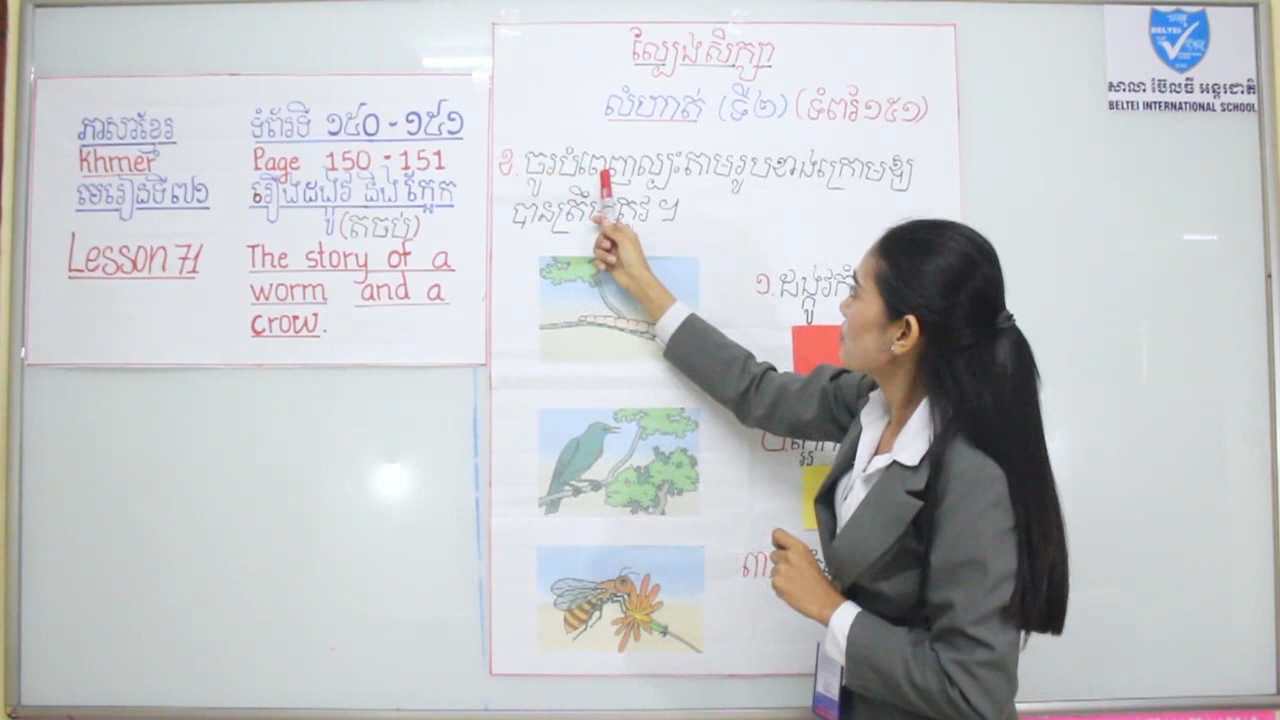 ភាសាខ្មែរ
Khmer
មេរៀនទី៧១
Lesson 71
ទំព័រទី ១៥០ - ១៥១
Page 150 - 151
រឿងដង្កូវ និងក្អែក
(តចប់)
The story of a
worm and a
crow.
ល្បែងសិក្សា
លំហាត់ (ទី២) (ទំព័រ១៥១)
ខ. ចូរបំពេញល្បះតាមរូបខាងក្រោមឱ្យ
បានត្រឹមត្រូវ ។
១. ដង្កូវ
២.
៣.
BELTEI
សាលា ប៊ែលធី អន្តរជាតិ
BELTEI INTERNATIONAL SCHOOL